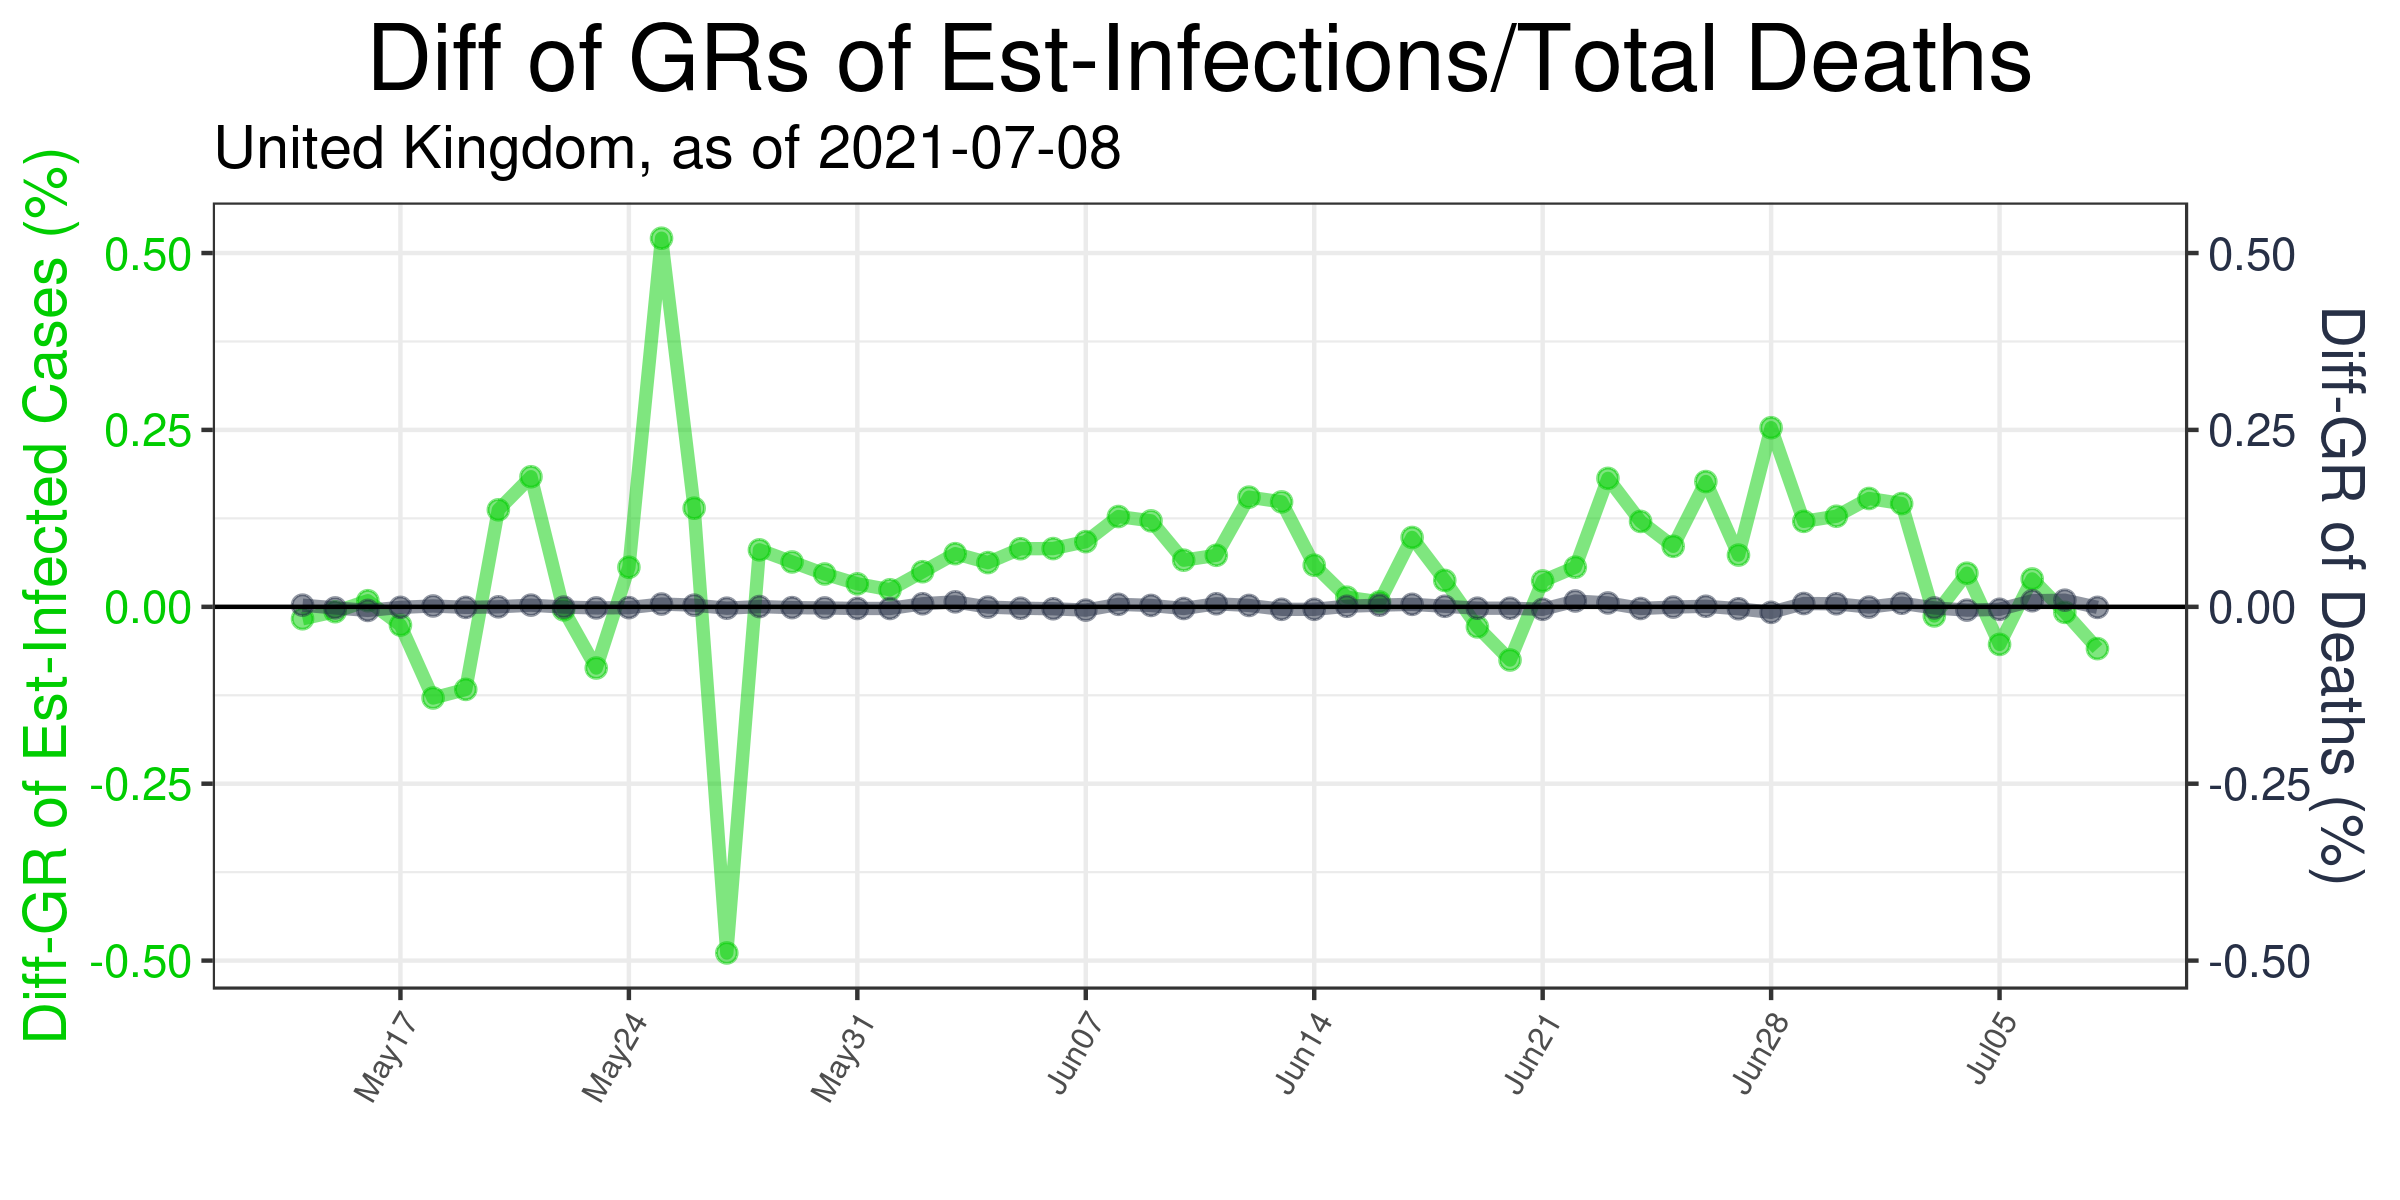 Diff of GRs of Est-Infections/Total Deaths
United Kingdom, as of 2021-07-08
Diff-GR of Est-Infected Cases (%)
0.50
0.25
0.00
-0.25
-0.50
0.50
0.25
0.00
-0.25
-0.50
Diff-GR of Deaths (%)
May17
May24
May31
Jun07
Jun14
Jun21
Jun28
Jul05